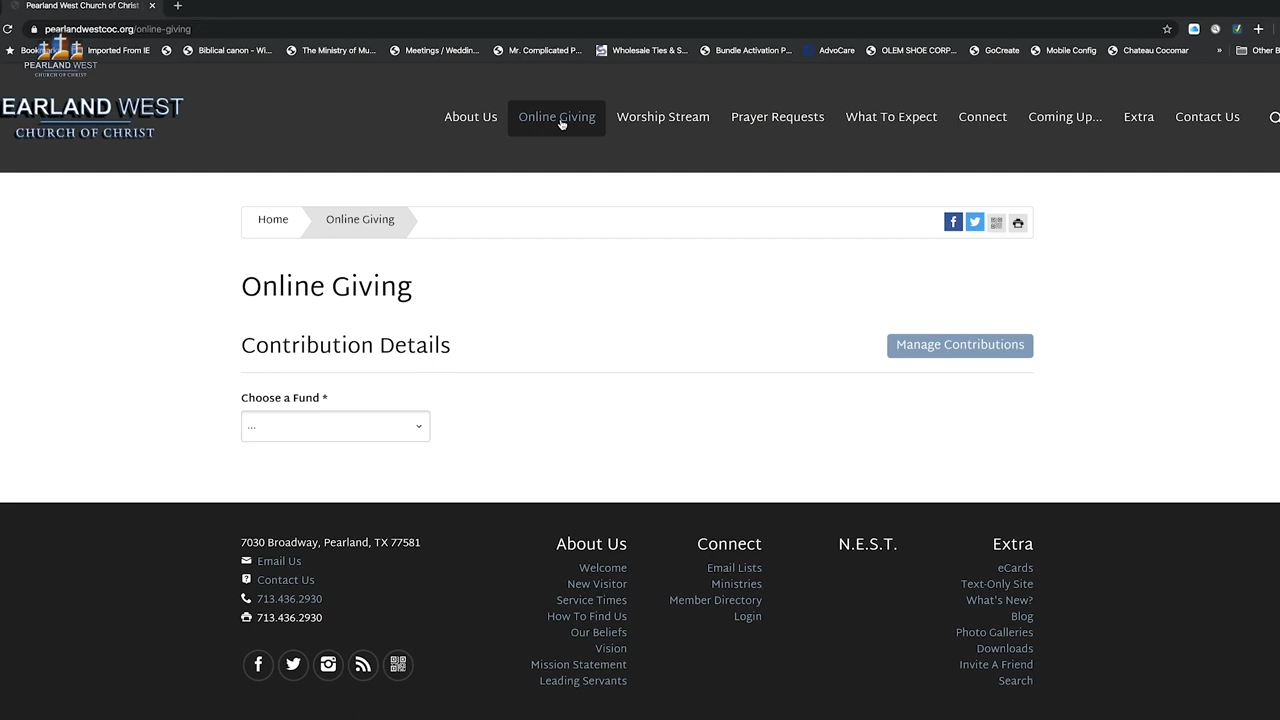 Pearland West Church of Christ
pearlandwestcoc.org/online-giving
Imported From IE
Biblical canon - Wi...
The Ministry of Mu...
Meetings / Weddin...
Mr. Complicated P...
Wholesale Ties & S...
Bundle Activation P...
AdvoCare
OLEM SHOE CORP...
GoCreate
Mobile Config
Chateau Cocomar
»
Other B
PEARLAND WEST
CHURCH OF CHRIST
EARLAND WEST
CHURCH OF CHRIST
About Us
Online Giving
Worship Stream
Prayer Requests
What To Expect
Connect
Coming Up...
Extra
Contact Us
Home
Online Giving
Online Giving
Contribution Details
Manage Contributions
Choose a Fund *
...
7030 Broadway, Pearland, TX 77581
Email Us
Contact Us
713.436.2930
713.436.2930
About Us
Welcome
New Visitor
Service Times
How To Find Us
Our Beliefs
Vision
Mission Statement
Leading Servants
Connect
Email Lists
Ministries
Member Directory
Login
N.E.S.T.
Extra
eCards
Text-Only Site
What's New?
Blog
Photo Galleries
Downloads
Invite A Friend
Search